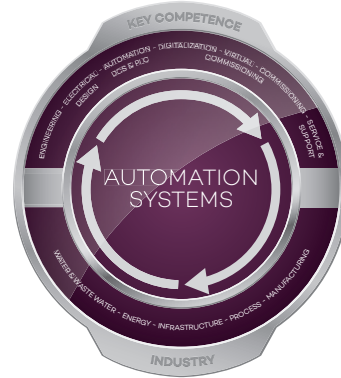 KEY COMPETENCE
ENGINEERING - ELECTRICAL - AUTOMATION - DIGITALIZATION - VIRTUAL - COMMISSIONING - SERVICE &
DESIGN DCS & PLC COMMISSIONING SUPPORT
AUTOMATION
SYSTEMS
WATER & WASTE WATER - ENERGY - INFRASTRUCTURE - PROCESS - MANUFACTURING
INDUSTRY